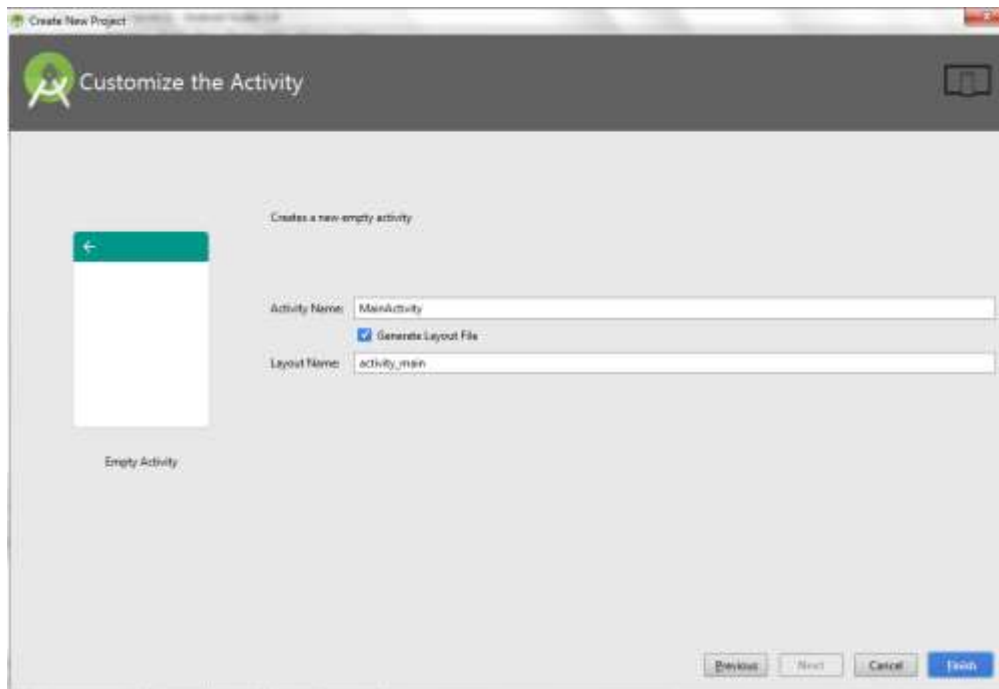 Create New Project
Customize the Activity
Creates a new empty activity
Activity Name: MainActivity
Generate Layout File
Layout Name: activity_main
Empty Activity
Previous Next Cancel Finish